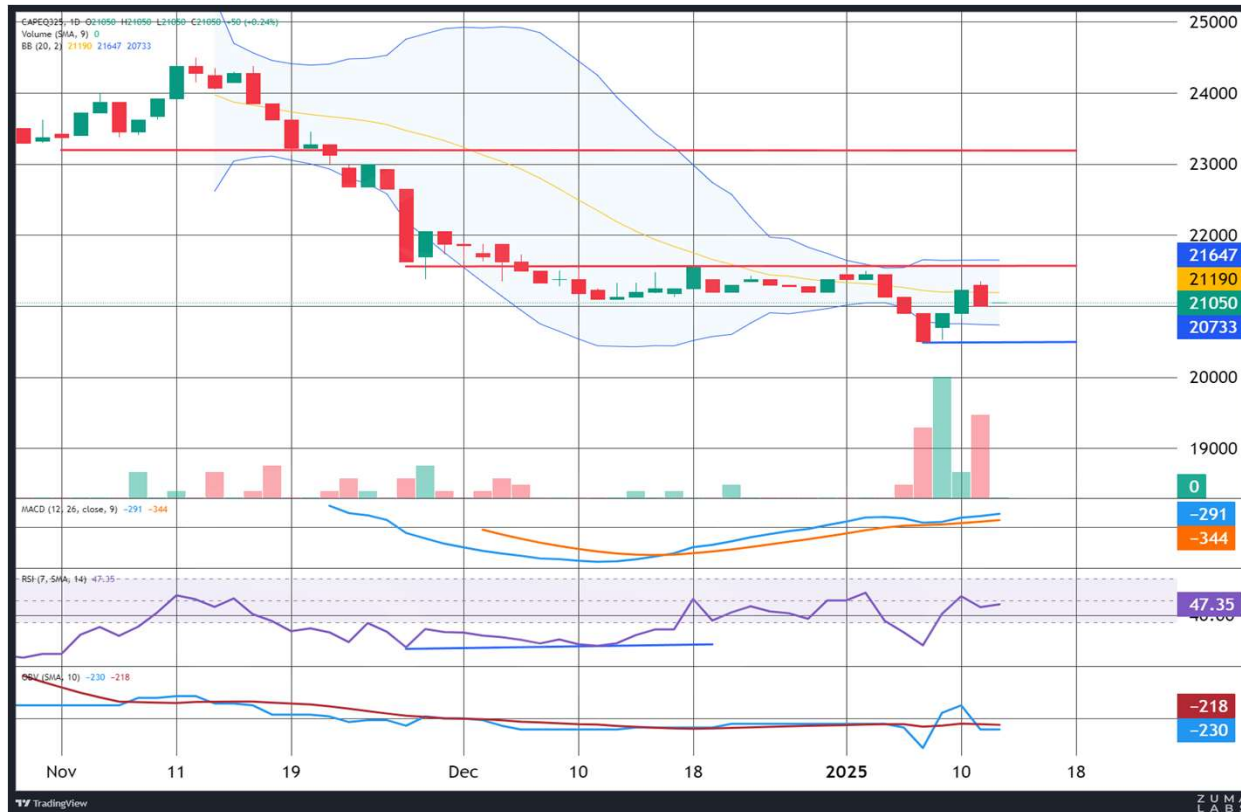 CAPEQ325, 1D O21050 H21050 L21050 C21050 +50 (+0.24%)
Volume (SMA, 9) 0
BB (20, 2) 21190 21647 20733
25000
24000
23000
22000
21647
21190
21050
20733
20000
19000
0
MACD (12, 26, close, 9) −291 −344
−291
−344
RSI (7, SMA, 14) 47.35
47.35
OBV (SMA, 10) −230 −218
−218
−230
Nov 11 19 Dec 10 18 2025 10 18
TradingView